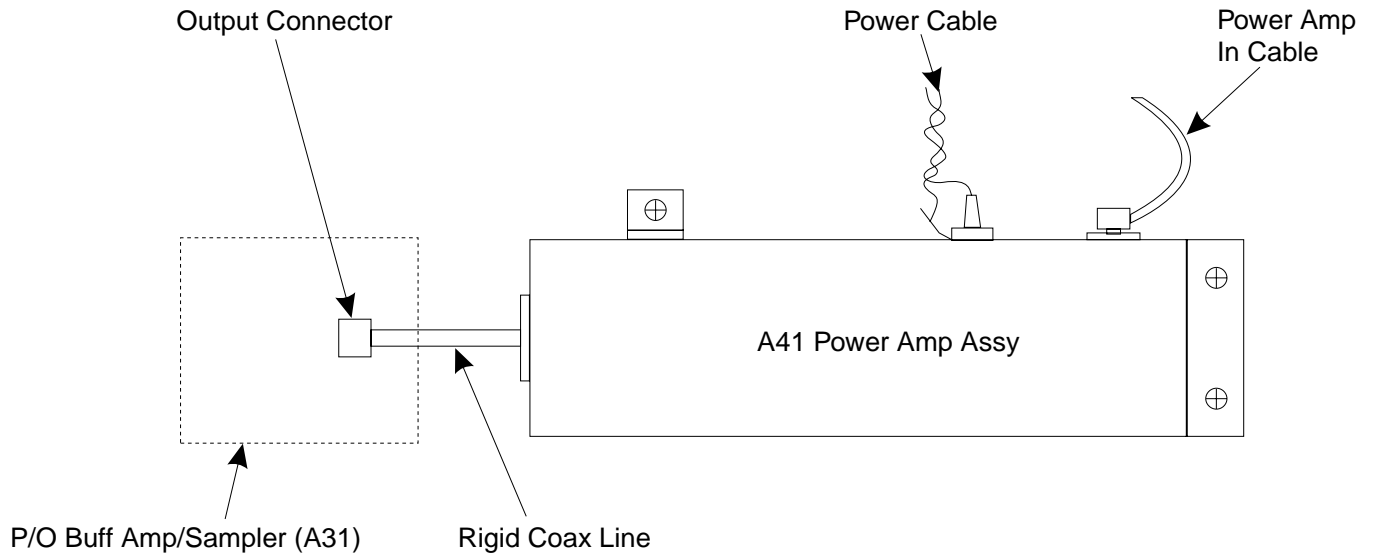 Output Connector
Power Cable
Power Amp
In Cable
A41 Power Amp Assy
P/O Buff Amp/Sampler (A31)
Rigid Coax Line